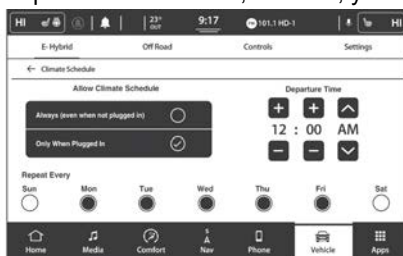 HI 23° OUT 9:17 FM 101.1 HD-1 HI
E-Hybrid Off Road Controls Settings
← Climate Schedule
Allow Climate Schedule Departure Time
Always (even when not plugged in)
Only When Plugged In
12 : 00 AM
Repeat Every
Sun Mon Tue Wed Thu Fri Sat
Home Media Comfort Nav Phone Vehicle Apps